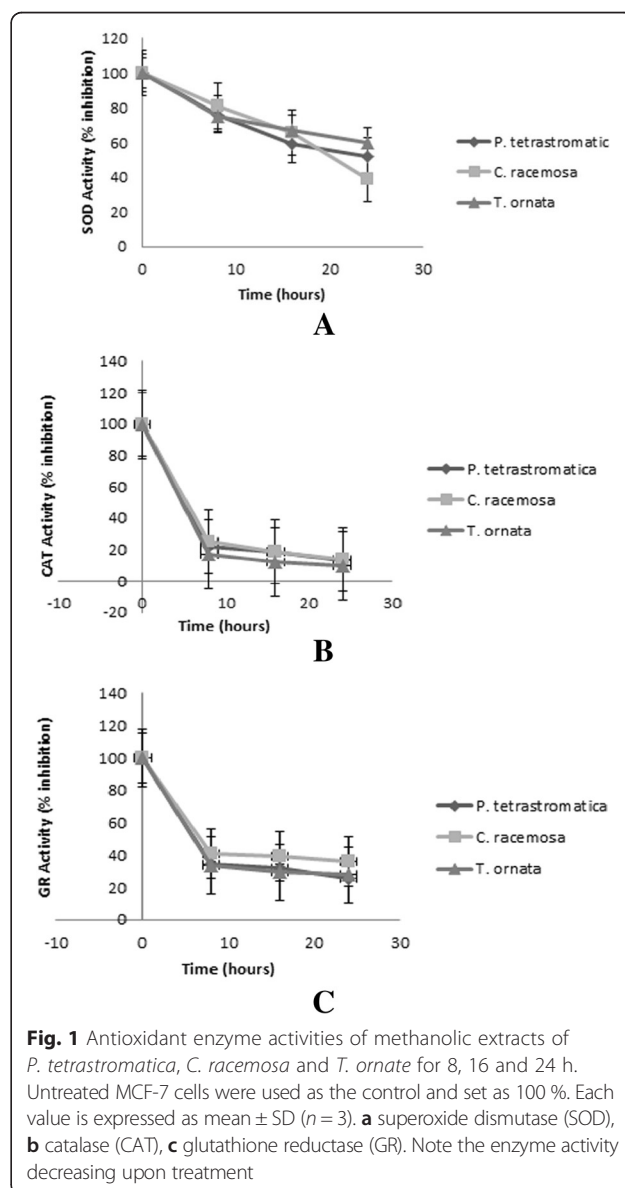 120
100
80
60
40
20
0
SOD Activity (% inhibition)
0 10 20 30
Time (hours)
P. tetrastromatic
C. racemosa
T. ornata
A
140
120
100
80
60
40
20
0
-20
CAT Activity (% inhibition)
-10 0 10 20 30
Time (hours)
P. tetrastromatica
C. racemosa
T. ornata
B
140
120
100
80
60
40
20
0
GR Activity (% inhibition)
-10 0 10 20 30
Time (hours)
P. tetrastromatica
C. racemosa
T. ornata
C
Fig. 1 Antioxidant enzyme activities of methanolic extracts of
P. tetrastromatica, C. racemosa and T. ornate for 8, 16 and 24 h.
Untreated MCF-7 cells were used as the control and set as 100 %. Each
value is expressed as mean ± SD (n = 3). a superoxide dismutase (SOD),
b catalase (CAT), c glutathione reductase (GR). Note the enzyme activity
decreasing upon treatment